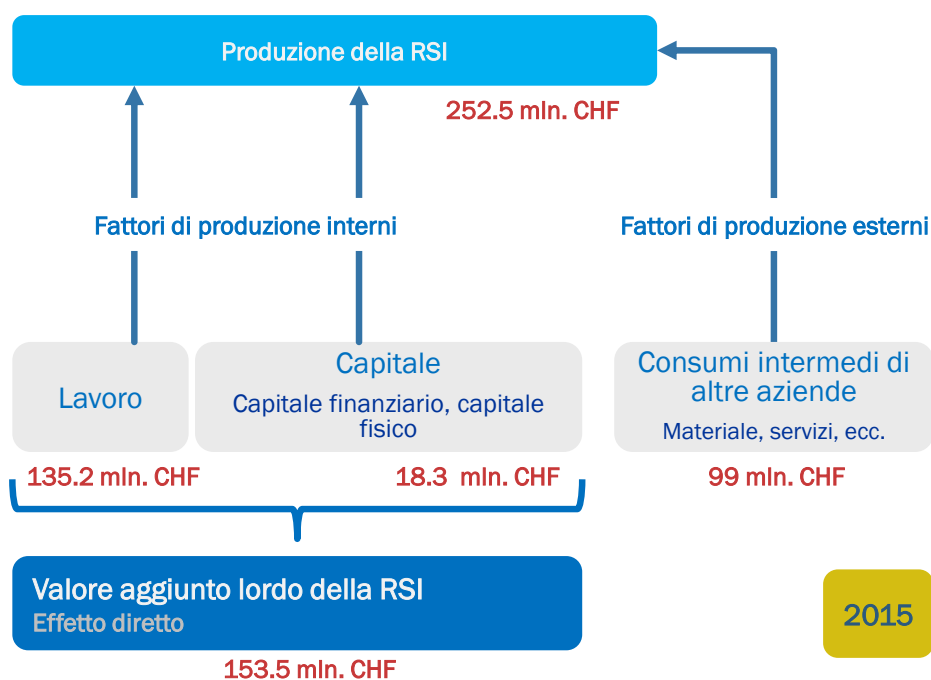 Produzione della RSI
252.5 mln. CHF
Fattori di produzione interni
Fattori di produzione esterni
Lavoro
Capitale
Capitale finanziario, capitale
fisico
Consumi intermedi di
altre aziende
Materiale, servizi, ecc.
135.2 mln. CHF
18.3 mln. CHF
99 mln. CHF
Valore aggiunto lordo della RSI
Effetto diretto
153.5 mln. CHF
2015